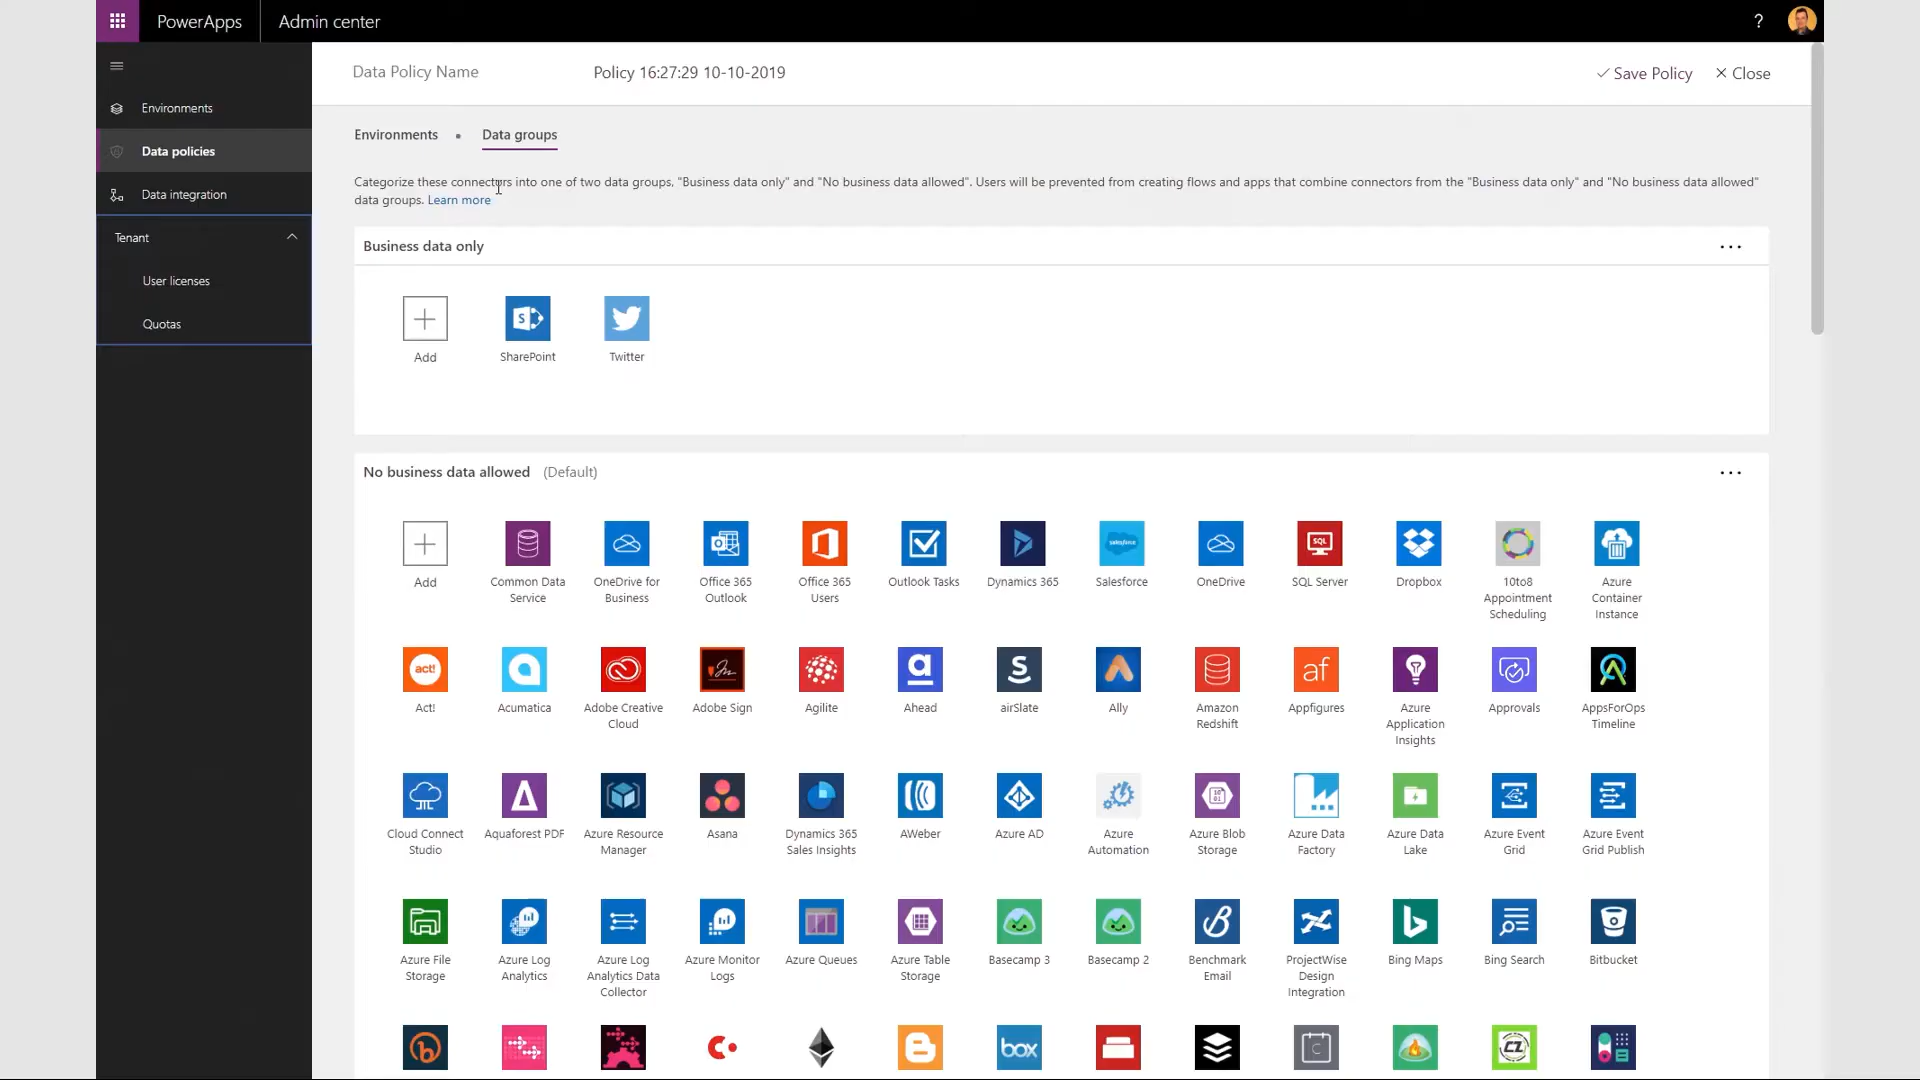 PowerApps
Admin center
?
Environments
Data policies
Data integration
Tenant
User licenses
Quotas
Data Policy Name
Policy 16:27:29 10-10-2019
Save Policy
Close
Environments
Data groups
Categorize these connectors into one of two data groups, "Business data only" and "No business data allowed". Users will be prevented from creating flows and apps that combine connectors from the "Business data only" and "No business data allowed"
data groups. Learn more
Business data only
...
Add
SharePoint
Twitter
No business data allowed (Default)
...
Add
Common Data
Service
OneDrive for
Business
Office 365
Outlook
Office 365
Users
Outlook Tasks
Dynamics 365
salesforce
Salesforce
OneDrive
SQL
SQL Server
Dropbox
10to8
Appointment
Scheduling
Azure
Container
Instance
act!
Act!
Acumatica
Adobe Creative
Cloud
Adobe Sign
Agilite
a
Ahead
S
airSlate
Ally
Amazon
Redshift
af
Appfigures
Azure
Application
Insights
Approvals
AppsForOps
Timeline
Cloud Connect
Studio
Aquaforest PDF
Azure Resource
Manager
Asana
Dynamics 365
Sales Insights
AWeber
Azure AD
Azure
Automation
Azure Blob
Storage
Azure Data
Factory
Azure Data
Lake
Azure Event
Grid
Azure Event
Grid Publish
Azure File
Storage
Azure Log
Analytics
Azure Log
Analytics Data
Collector
Azure Monitor
Logs
Azure Queues
Azure Table
Storage
Basecamp 3
Basecamp 2
Benchmark
Email
ProjectWise
Design
Integration
Bing Maps
Bing Search
Bitbucket
box
CZ